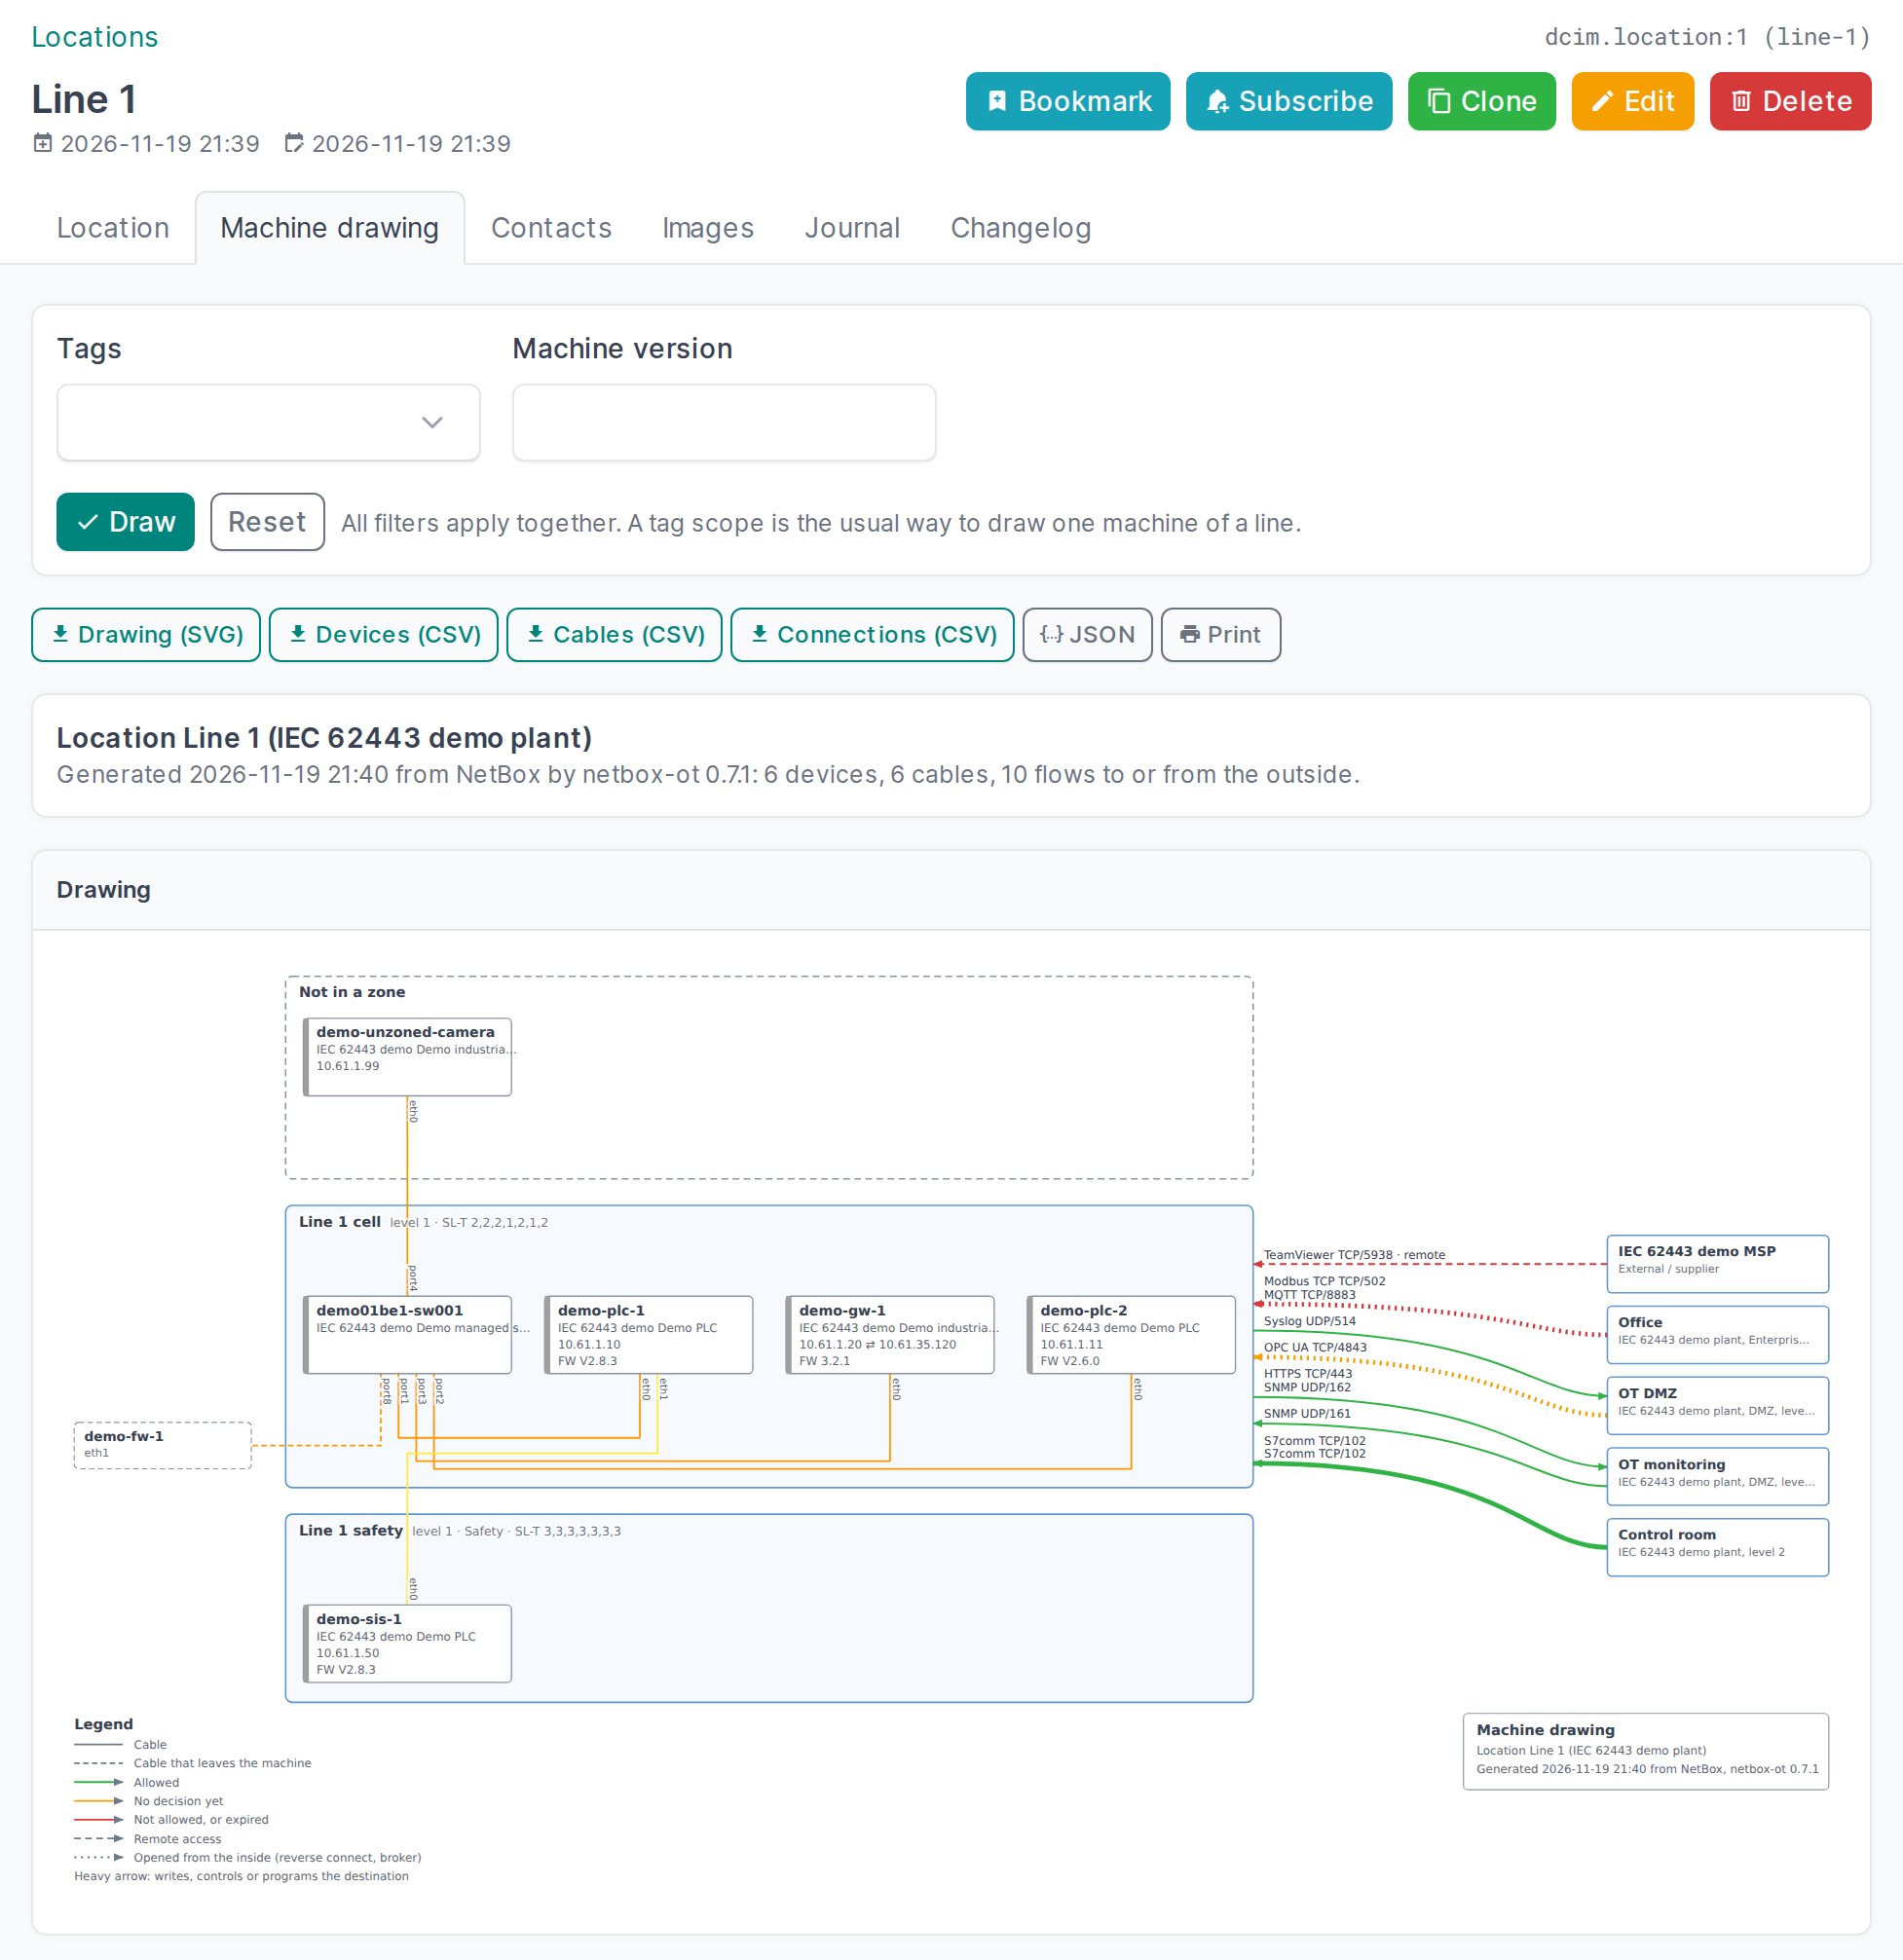 Locations
dcim.location:1 (line-1)
Line 1
Bookmark
Subscribe
Clone
Edit
Delete
2026-11-19 21:39
2026-11-19 21:39
Location
Machine drawing
Contacts
Images
Journal
Changelog
Tags
Machine version
Draw
Reset
All filters apply together. A tag scope is the usual way to draw one machine of a line.
Drawing (SVG)
Devices (CSV)
Cables (CSV)
Connections (CSV)
{..} JSON
Print
Location Line 1 (IEC 62443 demo plant)
Generated 2026-11-19 21:40 from NetBox by netbox-ot 0.7.1: 6 devices, 6 cables, 10 flows to or from the outside.
Drawing
Not in a zone
demo-unzoned-camera
IEC 62443 demo Demo industria...
10.61.1.99
eth0
Line 1 cell level 1 · SL-T 2,2,2,1,2,1,2
port4
demo01be1-sw001
IEC 62443 demo Demo managed s...
demo-plc-1
IEC 62443 demo Demo PLC
10.61.1.10
FW V2.8.3
demo-gw-1
IEC 62443 demo Demo industria...
10.61.1.20 ⇄ 10.61.35.120
FW 3.2.1
demo-plc-2
IEC 62443 demo Demo PLC
10.61.1.11
FW V2.6.0
port8
port1
port3
port2
eth0
eth1
eth0
eth0
demo-fw-1
eth1
Line 1 safety level 1 · Safety · SL-T 3,3,3,3,3,3,3
eth0
demo-sis-1
IEC 62443 demo Demo PLC
10.61.1.50
FW V2.8.3
TeamViewer TCP/5938 · remote
Modbus TCP TCP/502
MQTT TCP/8883
Syslog UDP/514
OPC UA TCP/4843
HTTPS TCP/443
SNMP UDP/162
SNMP UDP/161
S7comm TCP/102
S7comm TCP/102
IEC 62443 demo MSP
External / supplier
Office
IEC 62443 demo plant, Enterpris...
OT DMZ
IEC 62443 demo plant, DMZ, leve...
OT monitoring
IEC 62443 demo plant, DMZ, leve...
Control room
IEC 62443 demo plant, level 2
Legend
Cable
Cable that leaves the machine
Allowed
No decision yet
Not allowed, or expired
Remote access
Opened from the inside (reverse connect, broker)
Heavy arrow: writes, controls or programs the destination
Machine drawing
Location Line 1 (IEC 62443 demo plant)
Generated 2026-11-19 21:40 from NetBox, netbox-ot 0.7.1